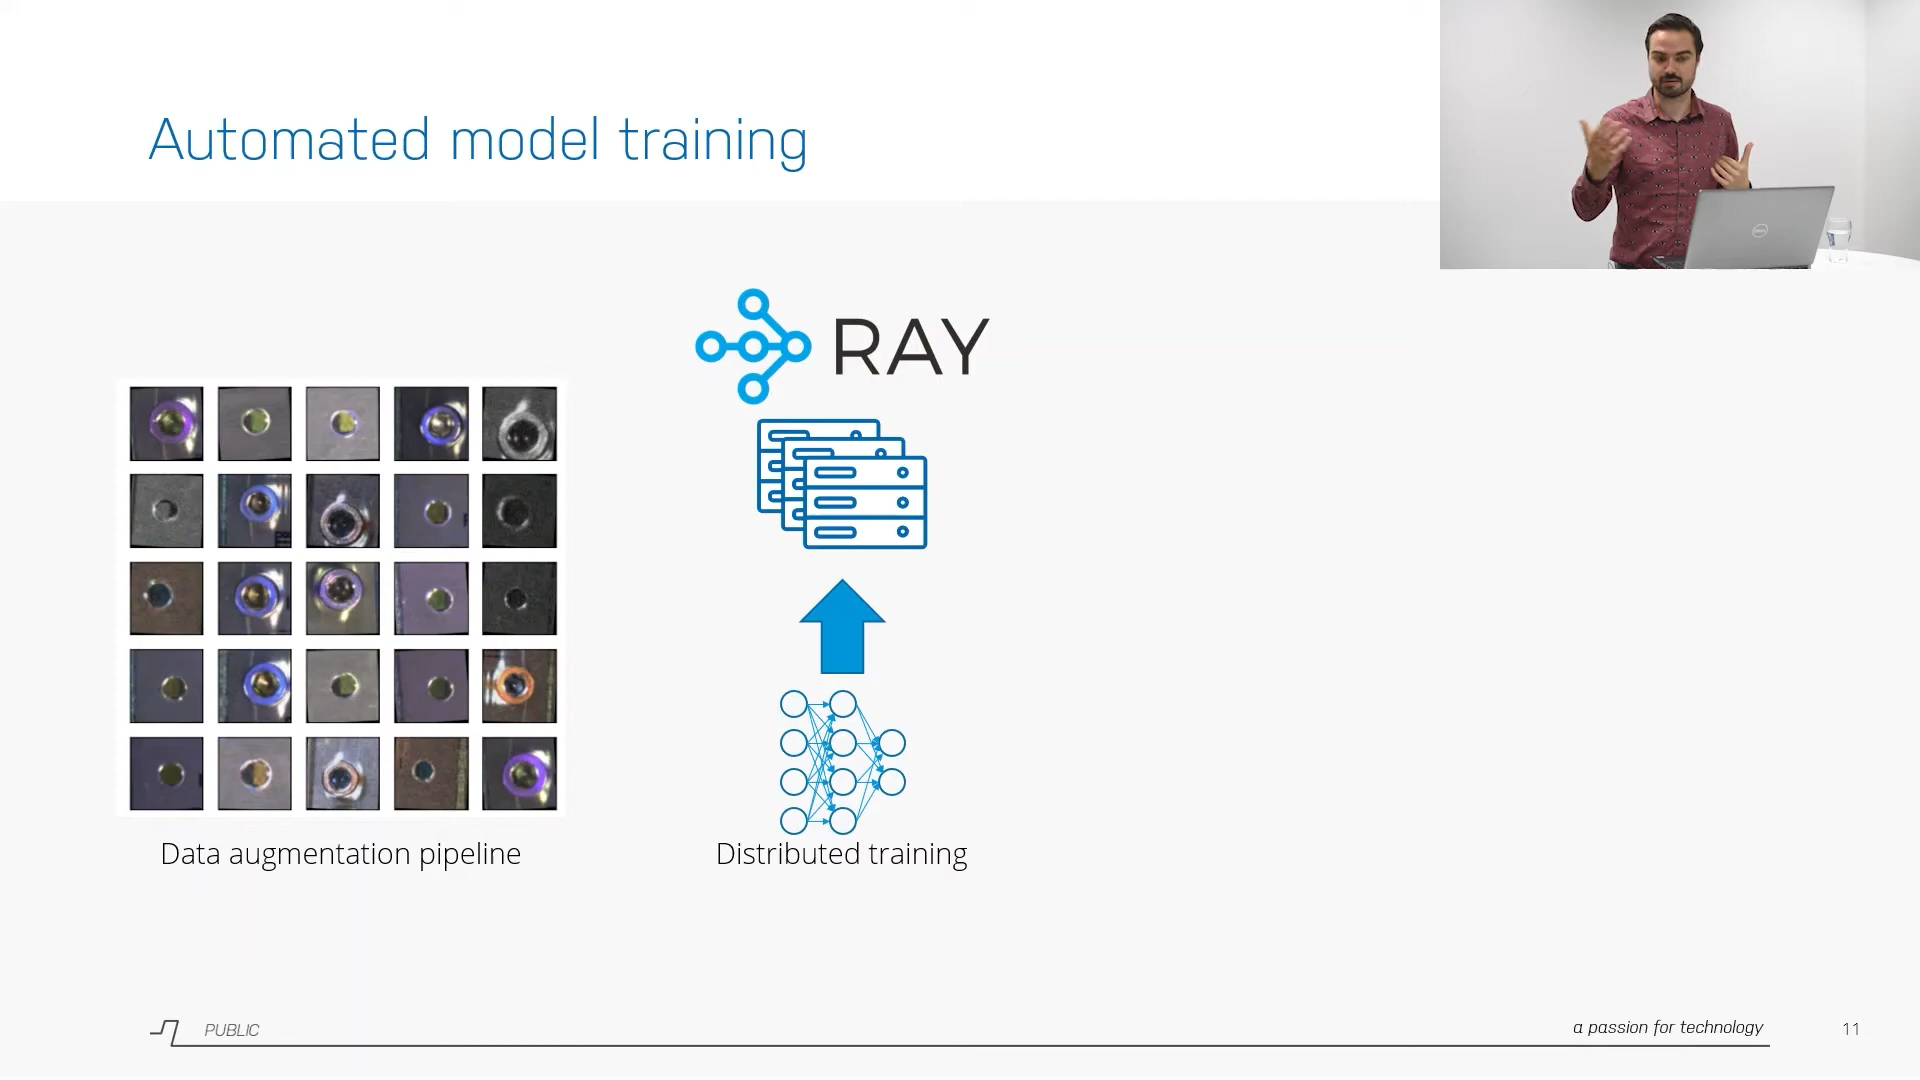 Automated model training
RAY
Data augmentation pipeline
Distributed training
PUBLIC
a passion for technology
11